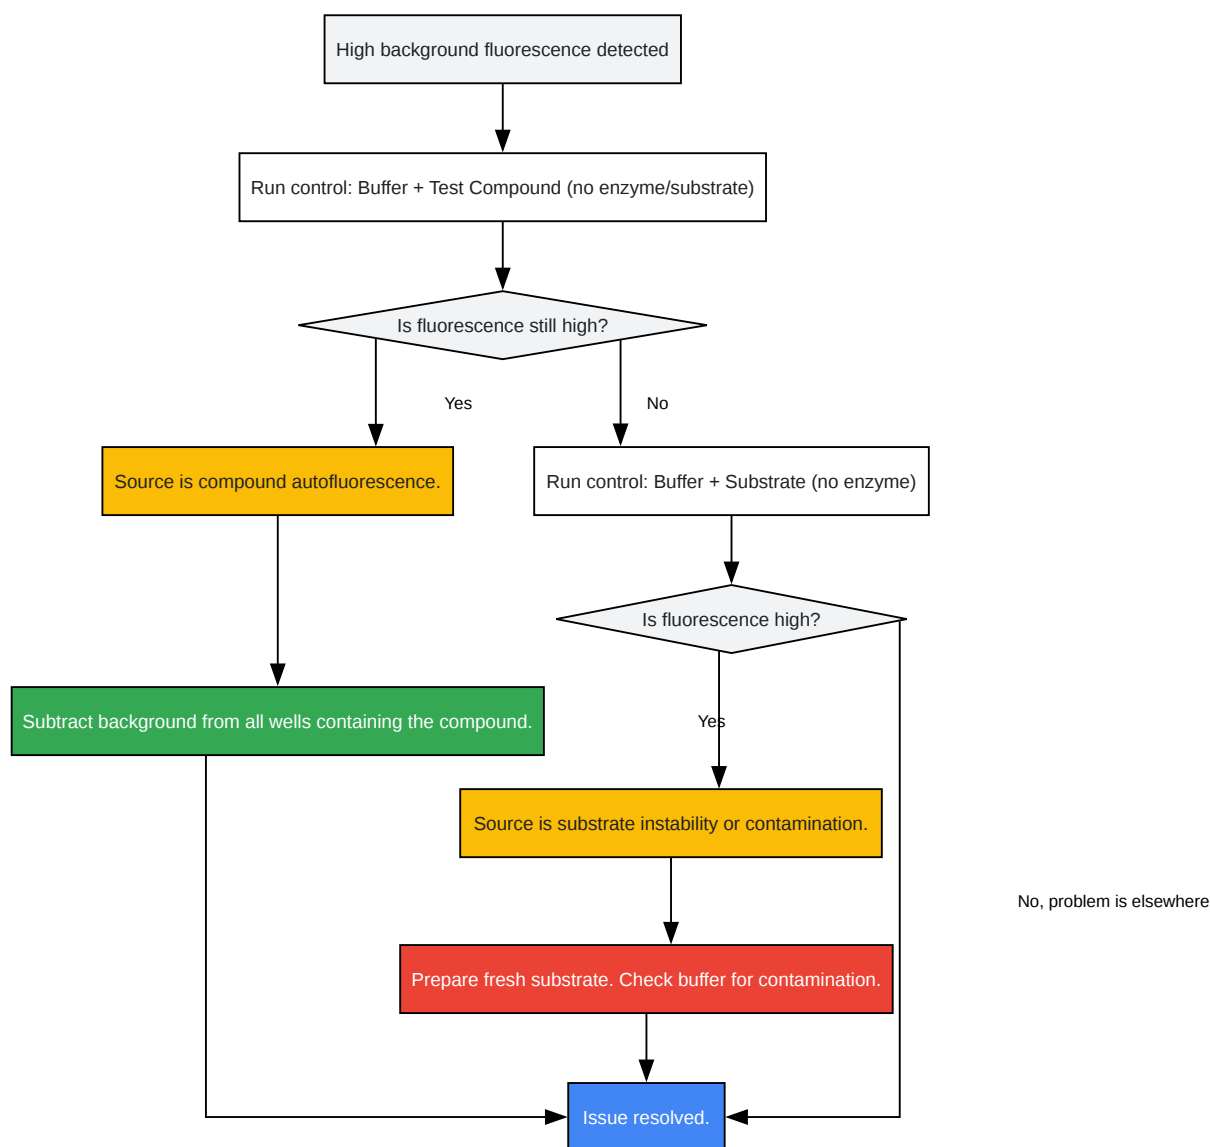 High background fluorescence detected
Run control: Buffer + Test Compound (no enzyme/substrate)
Is fluorescence still high?
Yes
No
Source is compound autofluorescence.
Run control: Buffer + Substrate (no enzyme)
Is fluorescence high?
Subtract background from all wells containing the compound.
Yes
Source is substrate instability or contamination.
No, problem is elsewhere
Prepare fresh substrate. Check buffer for contamination.
Issue resolved.